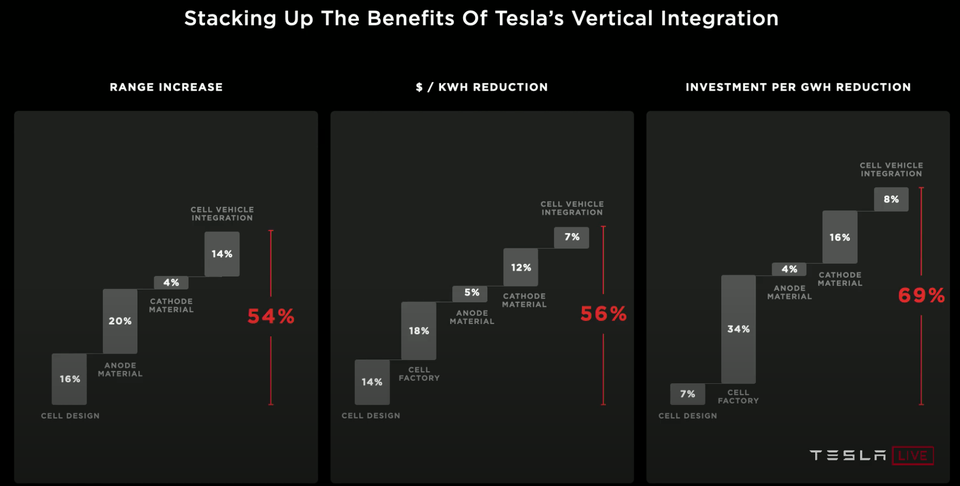 Stacking Up The Benefits Of Tesla’s Vertical Integration
RANGE INCREASE
CELL VEHICLE
INTEGRATION
14%
4%
CATHODE
MATERIAL
20%
ANODE
MATERIAL
16%
CELL DESIGN
54%
$ / KWH REDUCTION
CELL VEHICLE
INTEGRATION
7%
12%
CATHODE
MATERIAL
5%
ANODE
MATERIAL
18%
CELL
FACTORY
14%
CELL DESIGN
56%
INVESTMENT PER GWH REDUCTION
CELL VEHICLE
INTEGRATION
8%
16%
CATHODE
MATERIAL
4%
ANODE
MATERIAL
34%
CELL
FACTORY
7%
CELL DESIGN
69%
TESLA LIVE